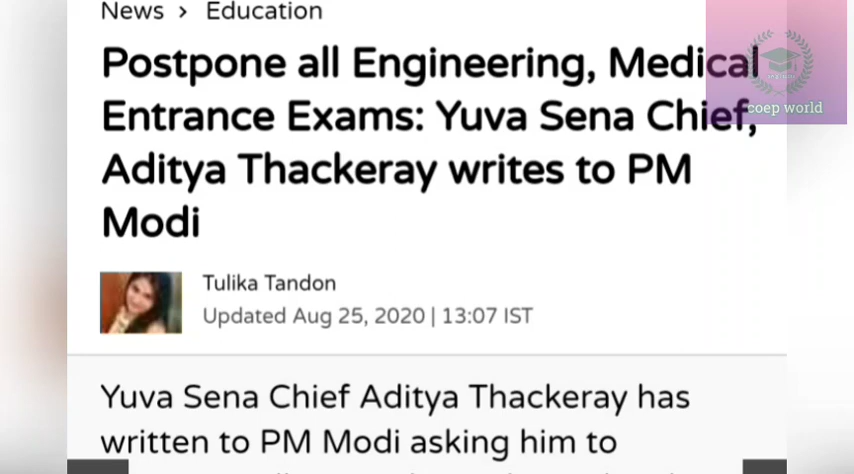 News › Education
Postpone all Engineering, Medical
Entrance Exams: Yuva Sena Chief,
Aditya Thackeray writes to PM
Modi
Tulika Tandon
Updated Aug 25, 2020 | 13:07 IST
Yuva Sena Chief Aditya Thackeray has
written to PM Modi asking him to
coep world